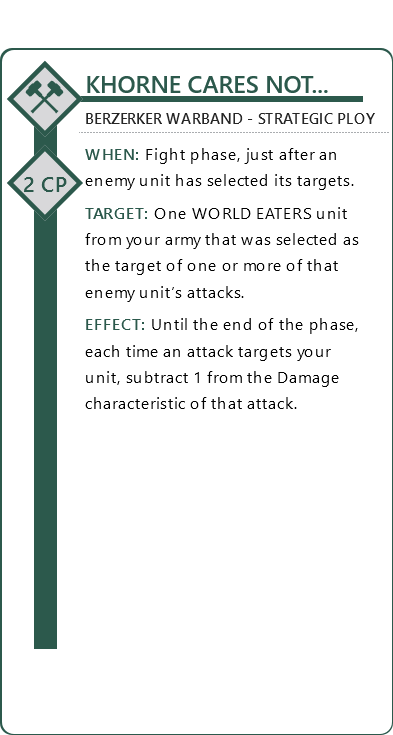 KHORNE CARES NOT...
BERZERKER WARBAND - STRATEGIC PLOY
2 CP
WHEN: Fight phase, just after an
enemy unit has selected its targets.
TARGET: One WORLD EATERS unit
from your army that was selected as
the target of one or more of that
enemy unit’s attacks.
EFFECT: Until the end of the phase,
each time an attack targets your
unit, subtract 1 from the Damage
characteristic of that attack.